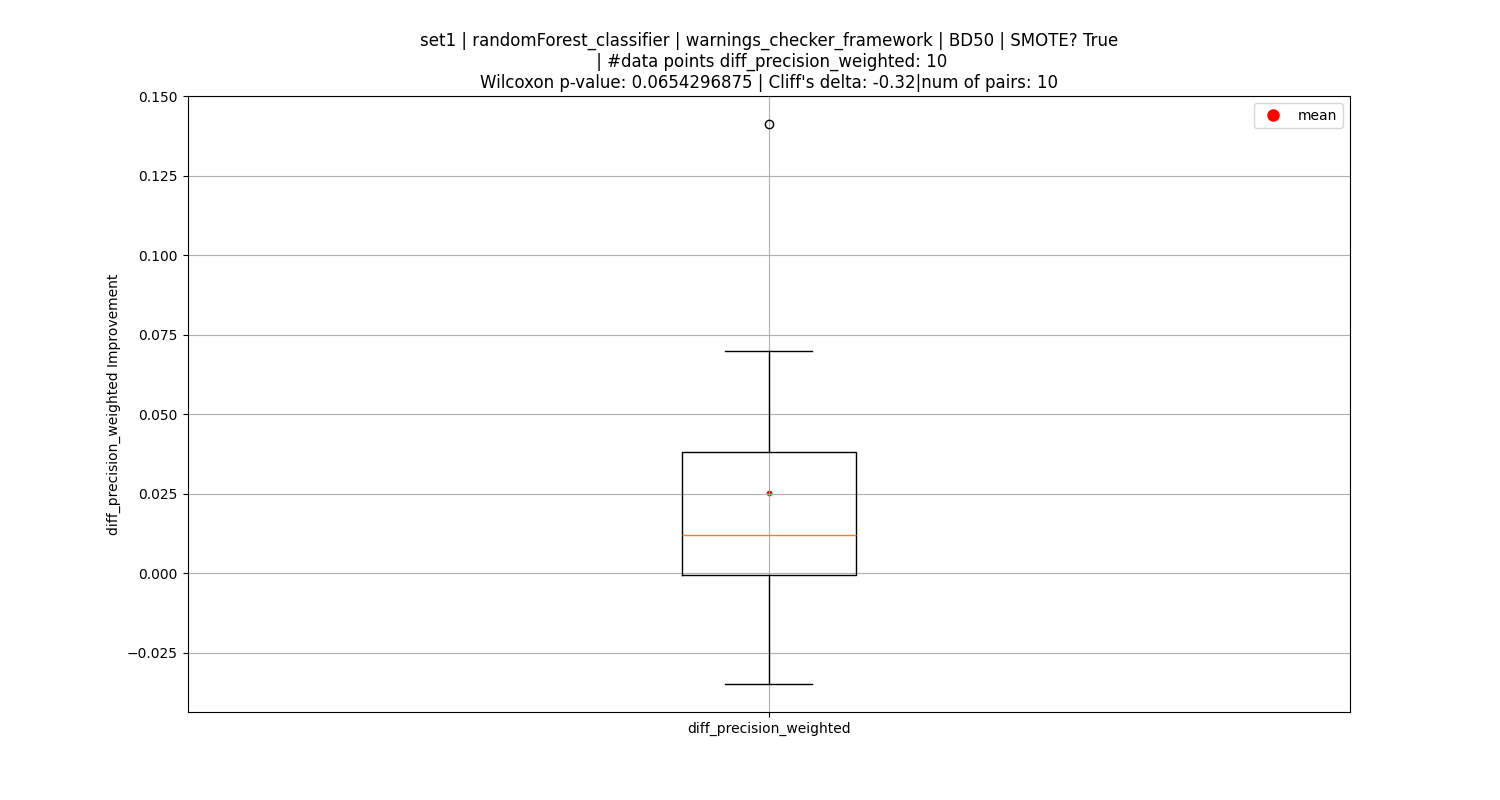 set1 | randomForest_classifier | warnings_checker_framework | BD50 | SMOTE? True
| #data points diff_precision_weighted: 10
Wilcoxon p-value: 0.0654296875 | Cliff's delta: -0.32|num of pairs: 10
mean
0.150
0.125
0.100
0.075
0.050
0.025
0.000
−0.025
diff_precision_weighted Improvement
diff_precision_weighted